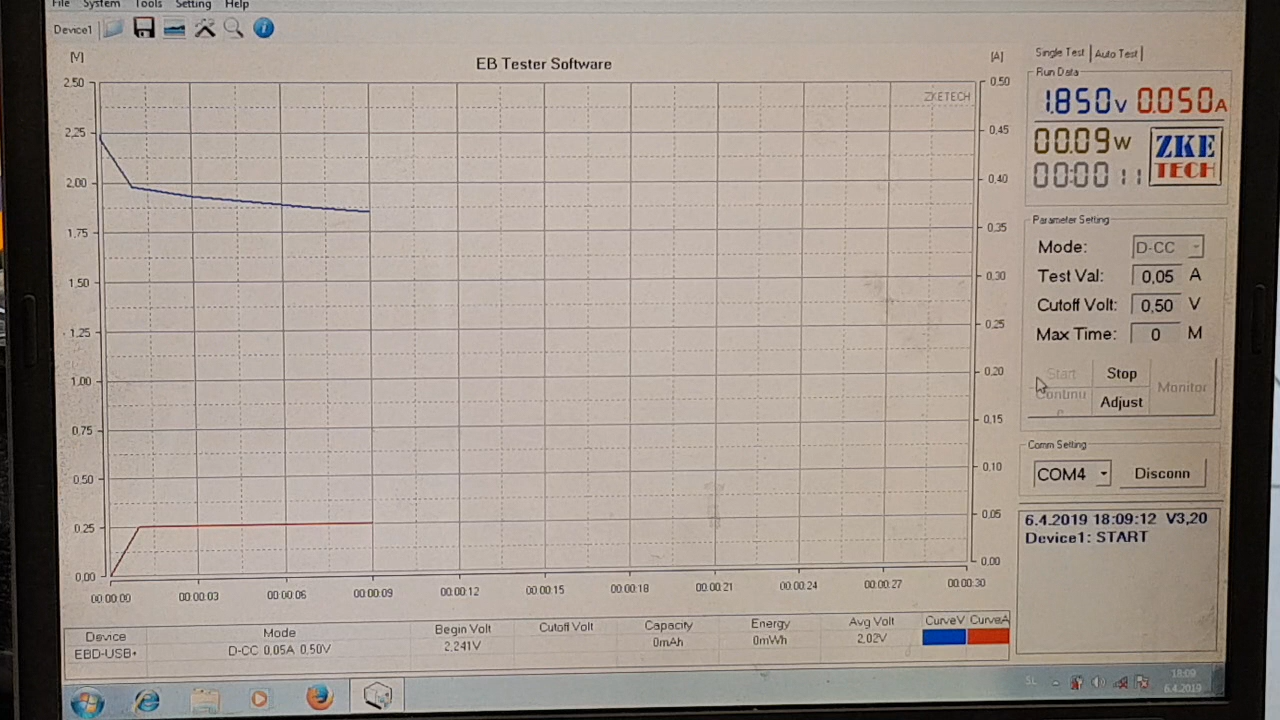 File System Tools Setting Help
Device1
[V]
EB Tester Software
[A]
ZKETECH
2,50
2,25
2,00
1,75
1,50
1,25
1,00
0,75
0,50
0,25
0,00
0,50
0,45
0,40
0,35
0,30
0,25
0,20
0,15
0,10
0,05
0,00
00:00:00 00:00:03 00:00:06 00:00:09 00:00:12 00:00:15 00:00:18 00:00:21 00:00:24 00:00:27 00:00:30
Device Mode Begin Volt Cutoff Volt Capacity Energy Avg Volt CurveV CurveA
EBD-USB+ D-CC 0,05A 0,50V 2,241V 0mAh 0mWh 2,02V
Single Test Auto Test
Run Data
1.850V 0.050A
00.09W
00:00 11
ZKE
TECH
Parameter Setting
Mode: D-CC
Test Val: 0,05 A
Cutoff Volt: 0,50 V
Max Time: 0 M
Start Stop Monitor
Continu Adjust
e
Comm Setting
COM4 Disconn
6.4.2019 18:09:12 V3,20
Device1: START
SL
18:09
6.4.2019